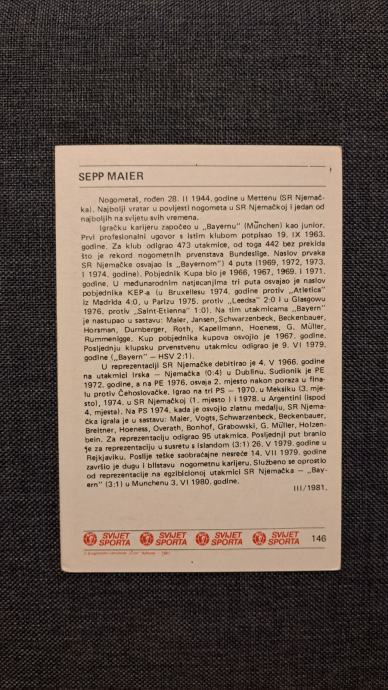 SEPP MAIER
Nogometaš, rođen 28. II 1944. godine u Mettenu (SR Njemač-
ka). Najbolji vratar u povijesti nogometa u SR Njemačkoj i jedan od
najboljih na svijetu svih vremena.
Igračku karijeru započeo u „Bayernu" (München) kao junior.
Prvi profesionalni ugovor s istim klubom potpisao 19. IX 1963.
godine. Za klub odigrao 473 utakmice, od toga 442 bez prekida
što je rekord nogometnih prvenstava Bundeslige. Naslov prvaka
SR Njemačke osvajao je s „Bayernom") 4 puta (1969, 1972, 1973.
i 1974. godine). Pobjednik Kupa bio je 1966, 1967, 1969. i 1971.
godine. U međunarodnim natjecanjima tri puta osvajao je naslov
pobjednika KEP-a (u Bruxellesu 1974. godine protiv „Atletica"
iz Madrida 4:0, u Parizu 1975. protiv „Leedsa" 2:0 i u Glasgowu
1976. protiv „Saint-Etienna" 1:0). Na tim utakmicama „Bayern"
je nastupao u sastavu: Maier, Jansen, Schwarzenbeck, Beckenbauer,
Horsman, Durnberger, Roth, Kapellmann, Hoeness, G. Müller,
Rummenigge. Kup pobjednika kupova osvojio je 1967. godine.
Posljednju klupsku prvenstvenu utakmicu odigrao je 9. VI 1979.
godine („Bayern" — HSV 2:1).
U reprezentaciji SR Njemačke debitirao je 4. V 1966. godine
na utakmici Irska — Njemačka (0:4) u Dublinu. Sudionik je PE
1972. godine, a na PE 1976. osvaja 2. mjesto nakon poraza u fina-
lu protiv Čehoslovačke. Igrao na tri PS — 1970. u Meksiku (3. mje-
sto), 1974. u SR Njemačkoj (1. mjesto) i i 1978. u Argentini (ispod
4. mjesta). Na PS 1974, kada je osvojio zlatnu medalju, SR Njema-
čka igrala je u sastavu: Maier, Vogts, Schwarzenbeck, Beckenbauer,
Breitner, Hoeness, Overath, Bonhof, Grabowski, G. Müller, Holzen-
bein. Za reprezentaciju odigrao 95 utakmica. Posljednji put branio
je za reprezentaciju u susretu s Islandom (3:1) 26. V 1979. godine u
Rejkjaviku. Poslije teške saobraćajne nesreće 14. VII 1979. godine
završio je dugu i blistavu nogometnu karijeru. Službeno se oprostio
od reprezentacije na egzibicionoj utakmici SR Njemačka — „Bay-
ern" (3:1) u Munchenu 3. VI 1980. godine.
III/1981.
SVIJET SPORTA SVIJET SPORTA SVIJET SPORTA SVIJET SPORTA 146